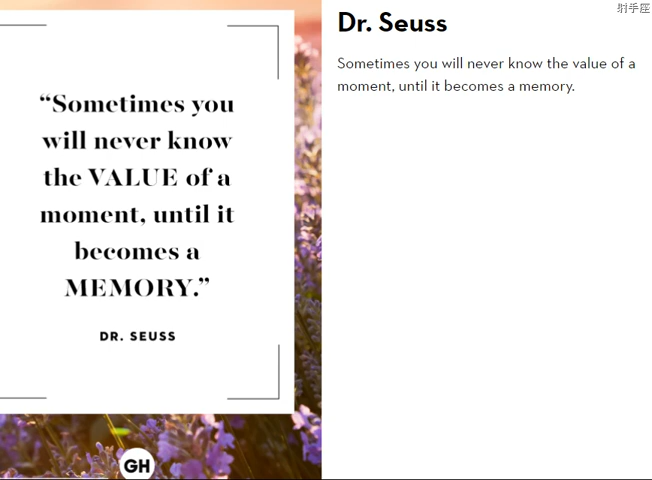 “Sometimes you
will never know
the VALUE of a
moment, until it
becomes a
MEMORY.”
DR. SEUSS
GH
Dr. Seuss
Sometimes you will never know the value of a
moment, until it becomes a memory.
射手座